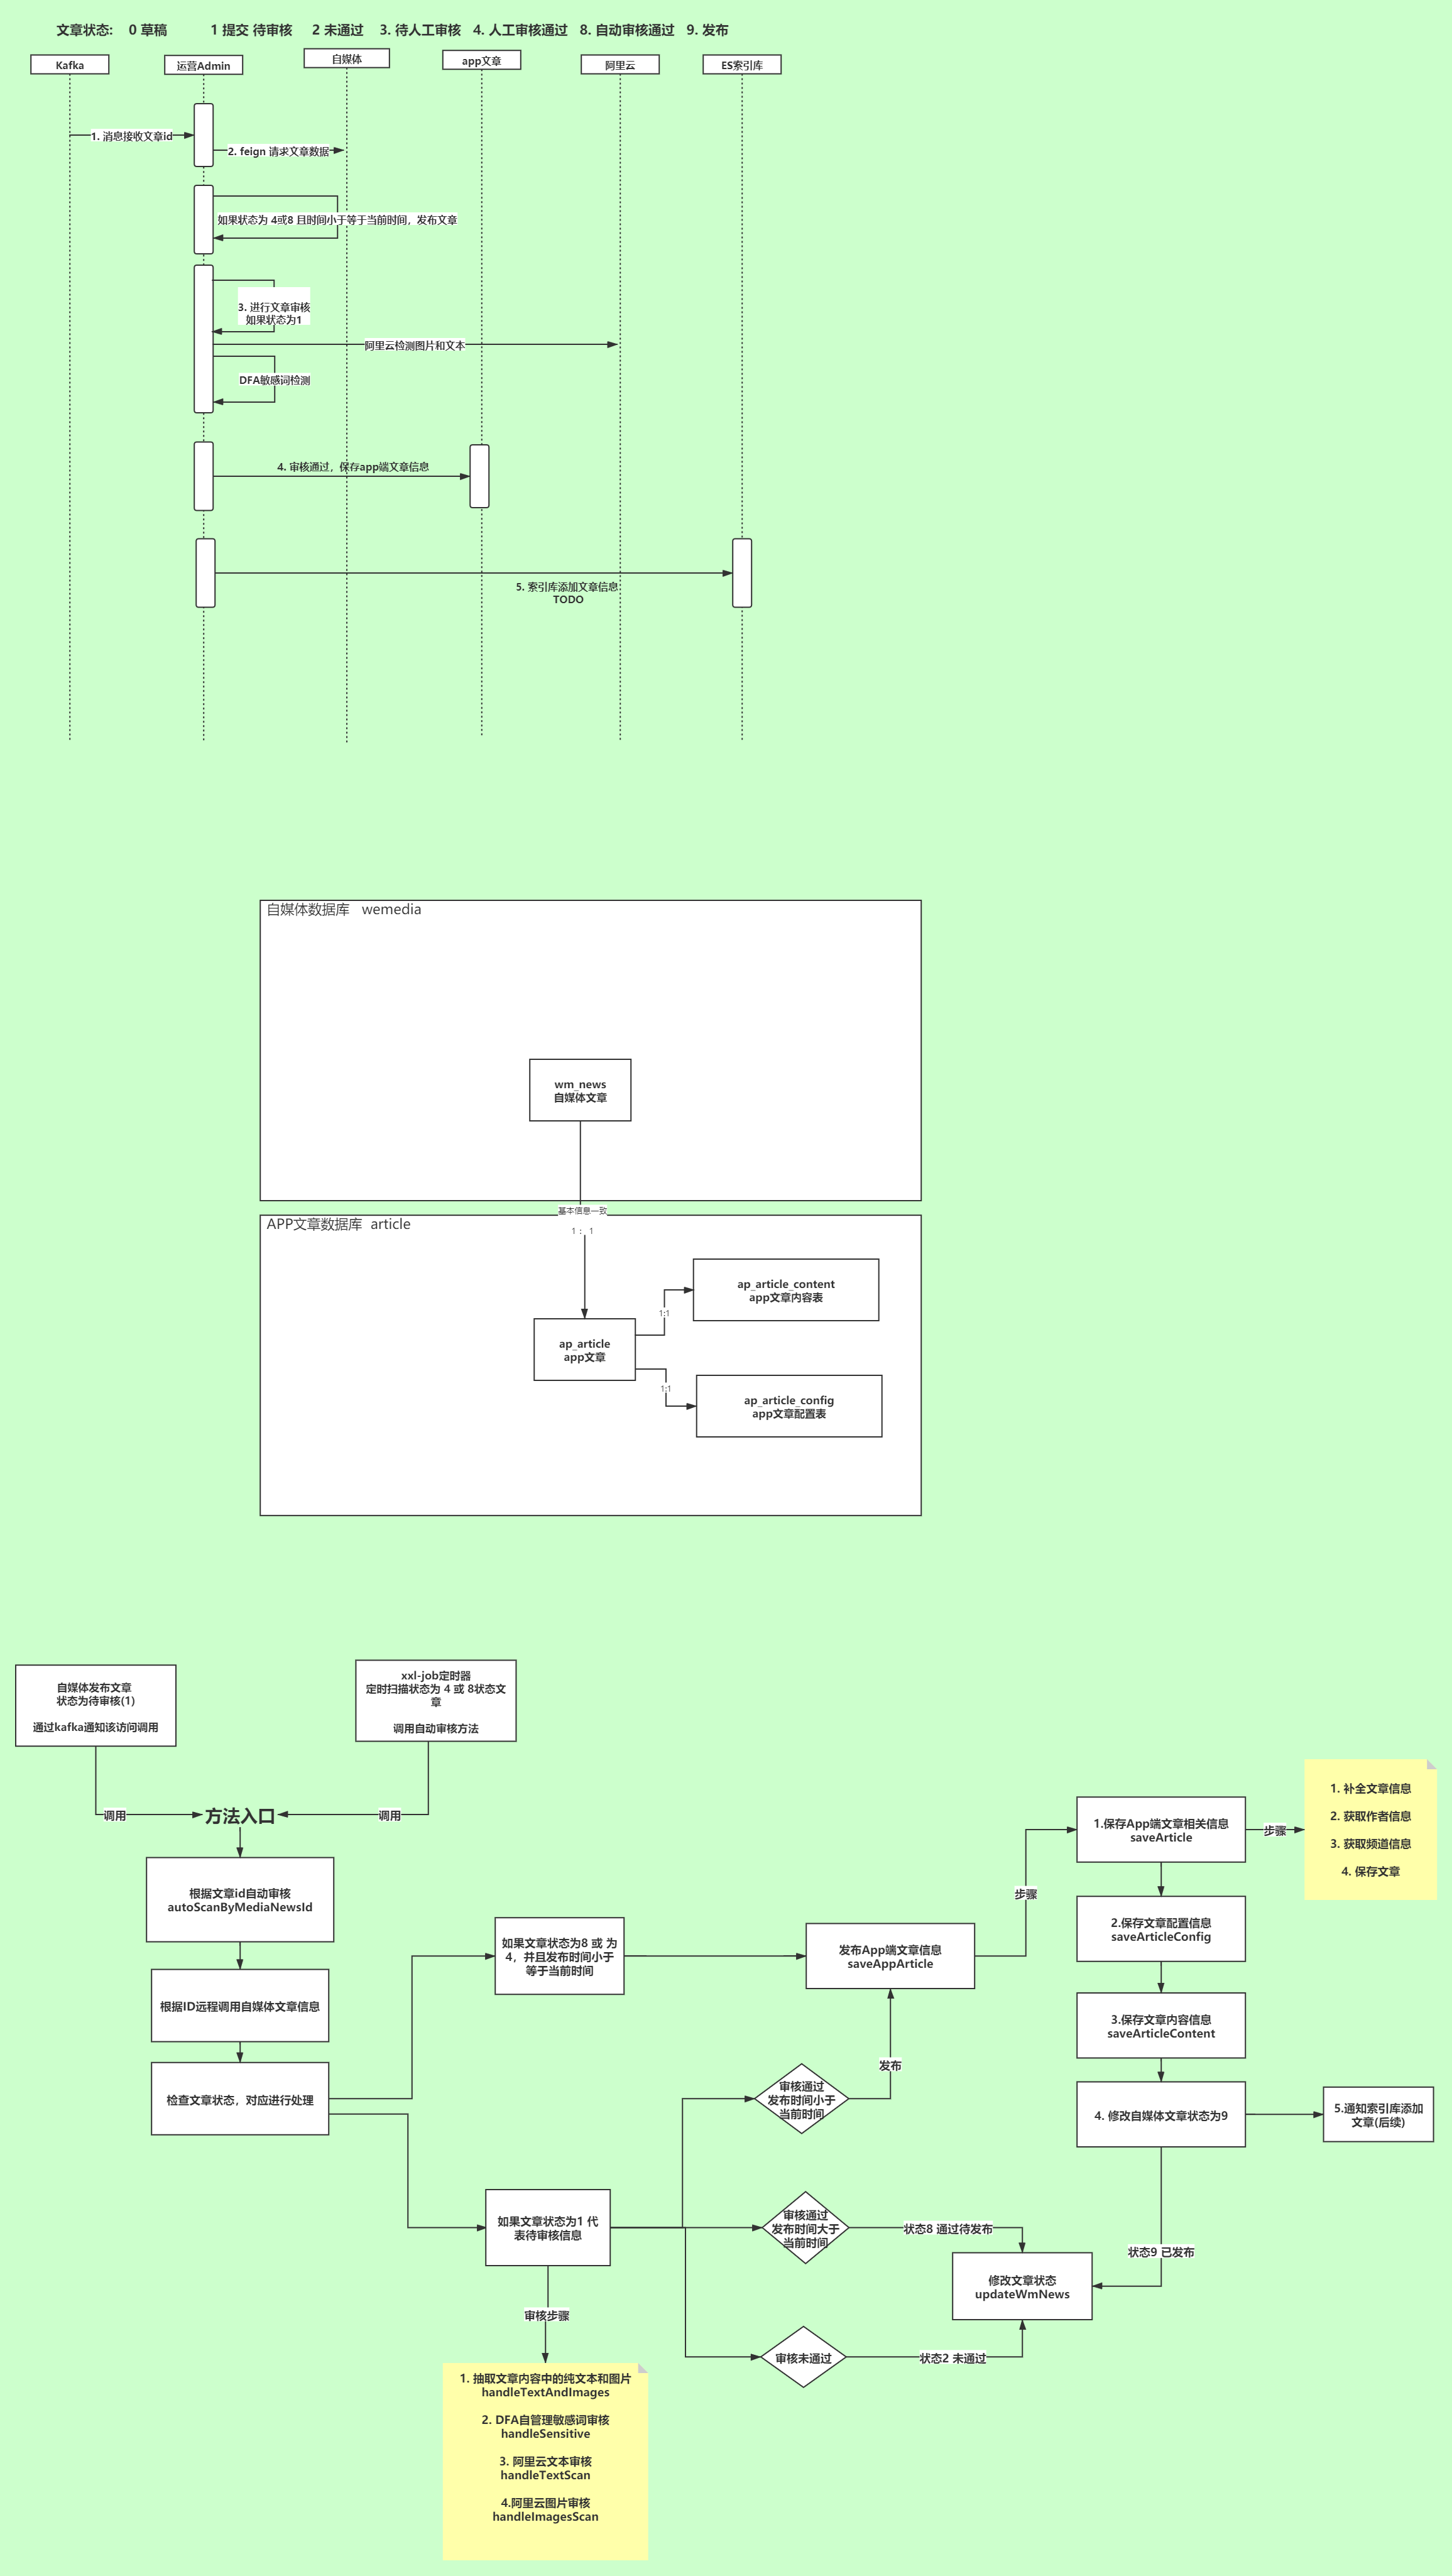 文章状态:    0 草稿    1 提交 待审核    2 未通过    3. 待人工审核   4. 人工审核通过   8. 自动审核通过   9. 发布
Kafka
运营Admin
自媒体
app文章
阿里云
ES索引库
1. 消息接收文章id
2. feign 请求文章数据
如果状态为 4或8 且时间小于等于当前时间，发布文章
3. 进行文章审核
如果状态为1
阿里云检测图片和文本
DFA敏感词检测
4. 审核通过，保存app端文章信息
5. 索引库添加文章信息
TODO
自媒体数据库   wemedia
wm_news
自媒体文章
基本信息一致
1 :  1
APP文章数据库  article
ap_article_content
app文章内容表
1:1
ap_article
app文章
1:1
ap_article_config
app文章配置表
自媒体发布文章
状态为待审核(1)
通过kafka通知该访问调用
xxl-job定时器
定时扫描状态为 4 或 8状态文
章
调用自动审核方法
调用
方法入口
调用
根据文章id自动审核
autoScanByMediaNewsId
根据ID远程调用自媒体文章信息
检查文章状态，对应进行处理
如果文章状态为8 或 为
4，并且发布时间小于
等于当前时间
发布App端文章信息
saveAppArticle
步骤
1.保存App端文章相关信息
saveArticle
步骤
1. 补全文章信息
2. 获取作者信息
3. 获取频道信息
4. 保存文章
2.保存文章配置信息
saveArticleConfig
3.保存文章内容信息
saveArticleContent
4. 修改自媒体文章状态为9
5.通知索引库添加
文章(后续)
发布
审核通过
发布时间小于
当前时间
如果文章状态为1 代
表待审核信息
审核通过
发布时间大于
当前时间
状态8 通过待发布
状态9 已发布
修改文章状态
updateWmNews
审核未通过
状态2 未通过
审核步骤
1. 抽取文章内容中的纯文本和图片
handleTextAndImages
2. DFA自管理敏感词审核
handleSensitive
3. 阿里云文本审核
handleTextScan
4.阿里云图片审核
handleImagesScan